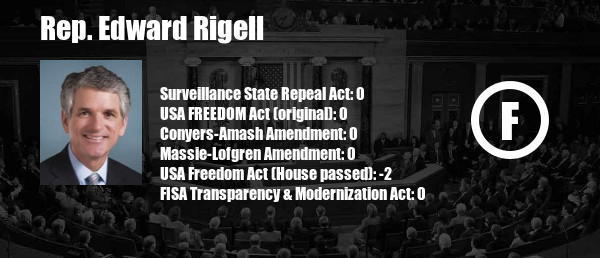 Rep. Edward Rigell
Surveillance State Repeal Act: 0
USA FREEDOM Act (original): 0
Conyers-Amash Amendment: 0
Massie-Lofgren Amendment: 0
USA Freedom Act (House passed): -2
FISA Transparency & Modernization Act: 0
F